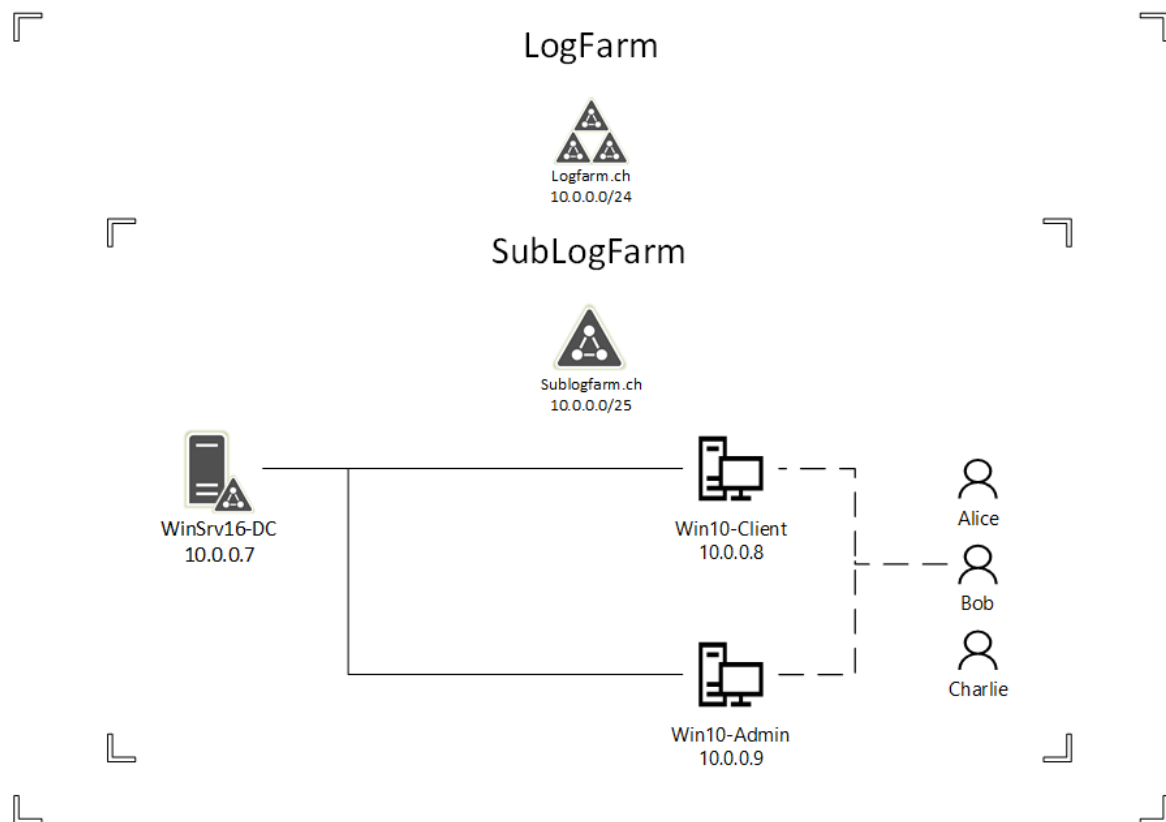 LogFarm
Logfarm.ch
10.0.0.0/24
SubLogFarm
Sublogfarm.ch
10.0.0.0/25
WinSrv16-DC
10.0.0.7
Win10-Client
10.0.0.8
Alice
Bob
Charlie
Win10-Admin
10.0.0.9